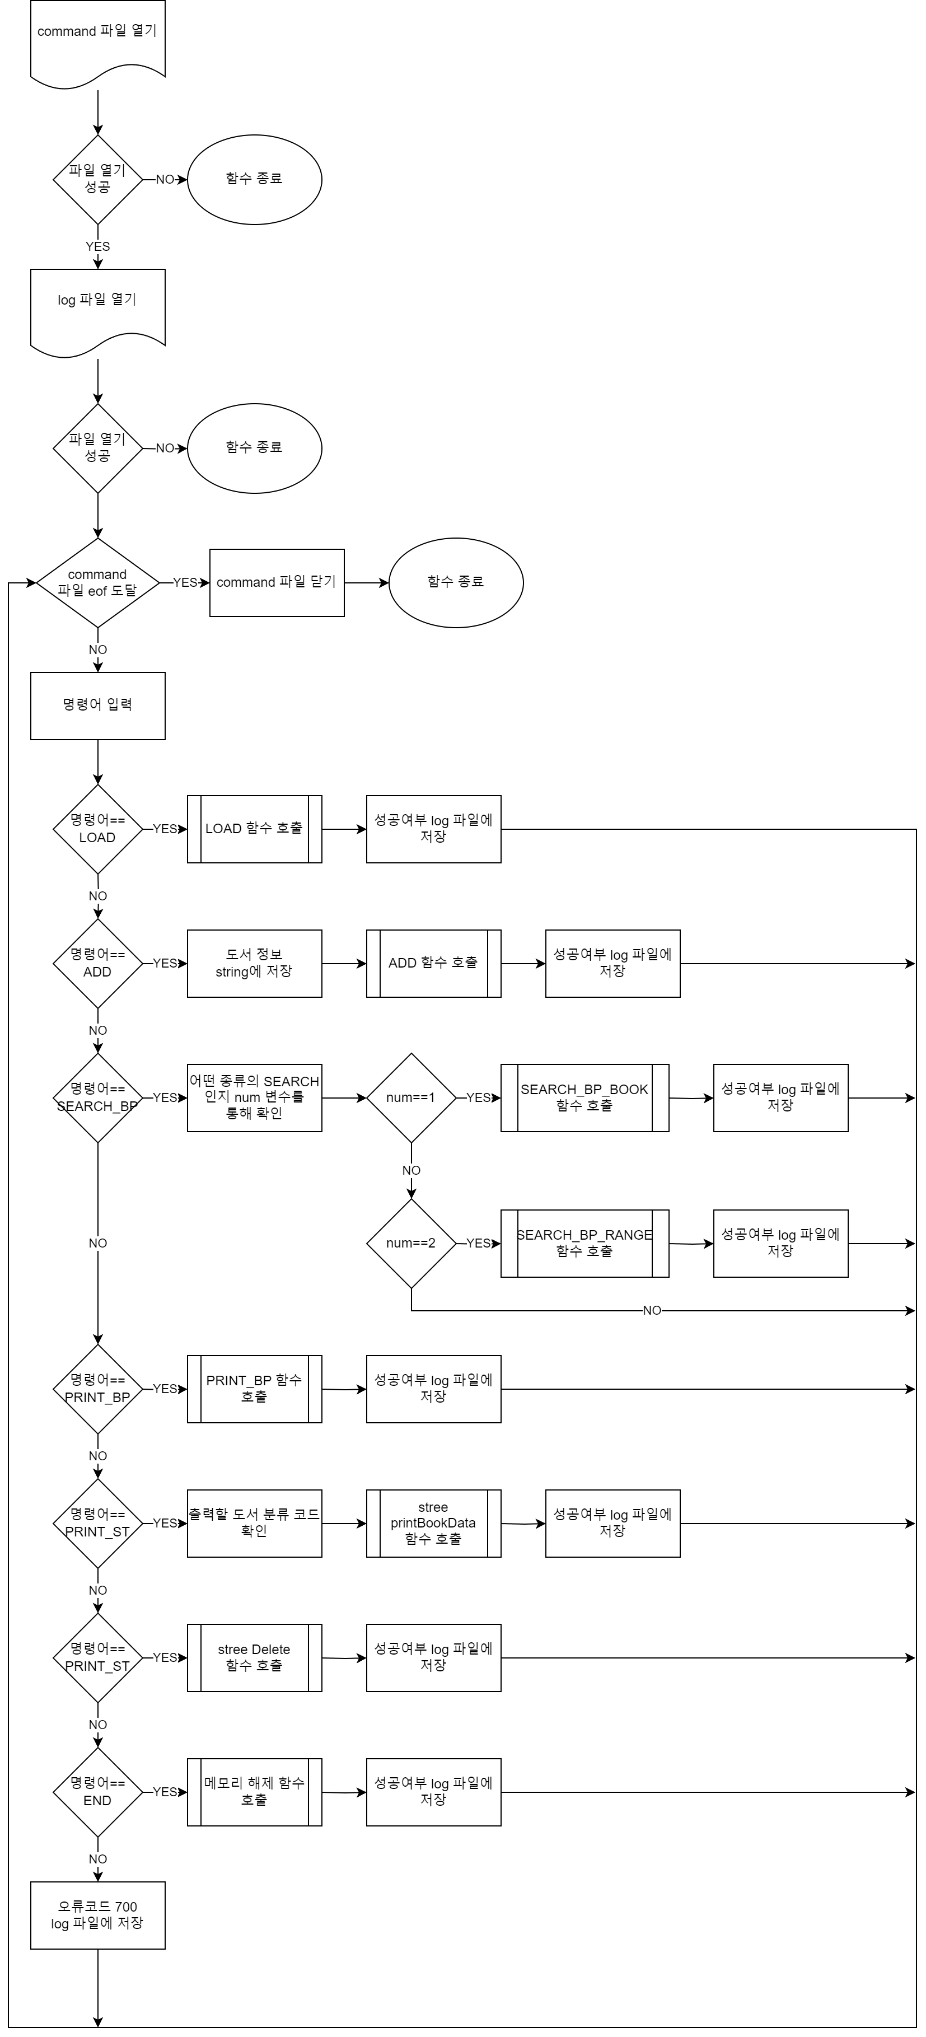 command 파일 열기
파일 열기
성공
NO
함수 종료
YES
log 파일 열기
파일 열기
성공
NO
함수 종료
command
파일 eof 도달
YES
command 파일 닫기
함수 종료
NO
명령어 입력
명령어==
LOAD
YES
LOAD 함수 호출
성공여부 log 파일에
저장
NO
명령어==
ADD
YES
도서 정보
string에 저장
ADD 함수 호출
성공여부 log 파일에
저장
NO
명령어==
SEARCH_BP
YES
어떤 종류의 SEARCH
인지 num 변수를
통해 확인
num==1
YES
SEARCH_BP_BOOK
함수 호출
성공여부 log 파일에
저장
NO
NO
num==2
YES
SEARCH_BP_RANGE
함수 호출
성공여부 log 파일에
저장
NO
명령어==
PRINT_BP
YES
PRINT_BP 함수
호출
성공여부 log 파일에
저장
NO
명령어==
PRINT_ST
YES
출력할 도서 분류 코드
확인
stree
printBookData
함수 호출
성공여부 log 파일에
저장
NO
명령어==
PRINT_ST
YES
stree Delete
함수 호출
성공여부 log 파일에
저장
NO
명령어==
END
YES
메모리 해제 함수
호출
성공여부 log 파일에
저장
NO
오류코드 700
log 파일에 저장